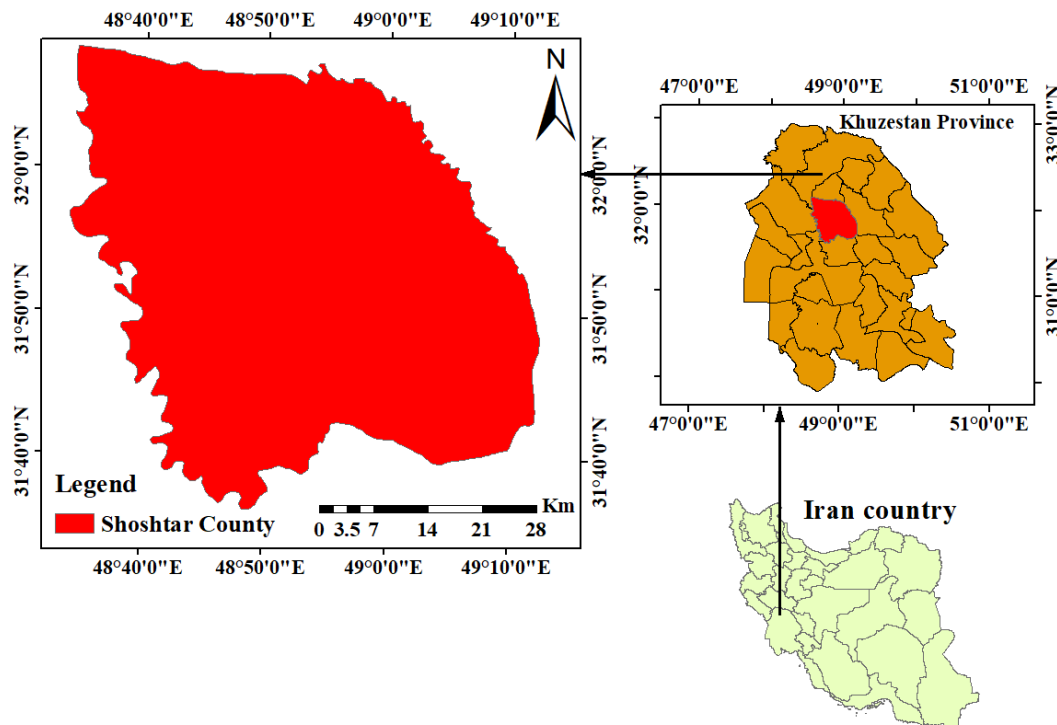 48°40'0"E 48°50'0"E 49°0'0"E 49°10'0"E
N
32°0'0"N
31°50'0"N
31°40'0"N
32°0'0"N
31°50'0"N
31°40'0"N
Legend
Shoshtar County
Km
0 3.5 7 14 21 28
48°40'0"E 48°50'0"E 49°0'0"E 49°10'0"E
47°0'0"E 49°0'0"E 51°0'0"E
Khuzestan Province
32°0'0"N
33°0'0"N
31°0'0"N
47°0'0"E 49°0'0"E 51°0'0"E
Iran country